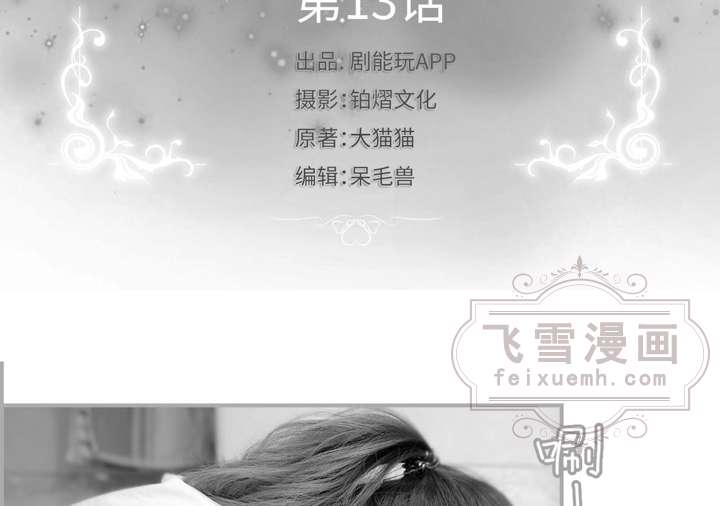 第13话
出品: 剧能玩APP
摄影: 铂熠文化
原著: 大猫猫
编辑: 呆毛兽
飞雪漫画
feixuemh.com
唰